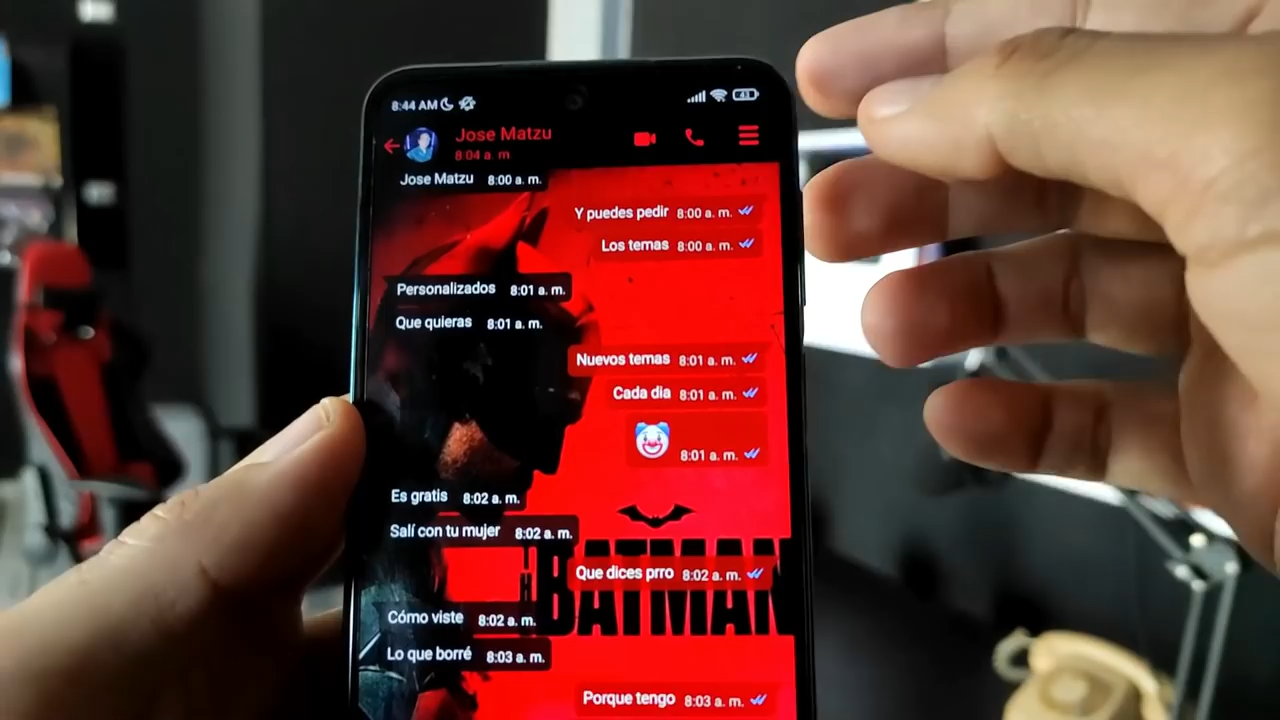 8:44 AM
43
Jose Matzu
8:04 a. m
Jose Matzu 8:00 a. m.
Y puedes pedir 8:00 a. m.
Los temas 8:00 a. m.
Personalizados 8:01 a. m.
Que quieras 8:01 a. m.
Nuevos temas 8:01 a. m.
Cada dia 8:01 a. m.
8:01 a. m.
Es gratis 8:02 a. m.
Salí con tu mujer 8:02 a. m.
Que dices prro 8:02 a. m.
BATMAN
Cómo viste 8:02 a. m.
Lo que borré 8:03 a. m.
Porque tengo 8:03 a. m.